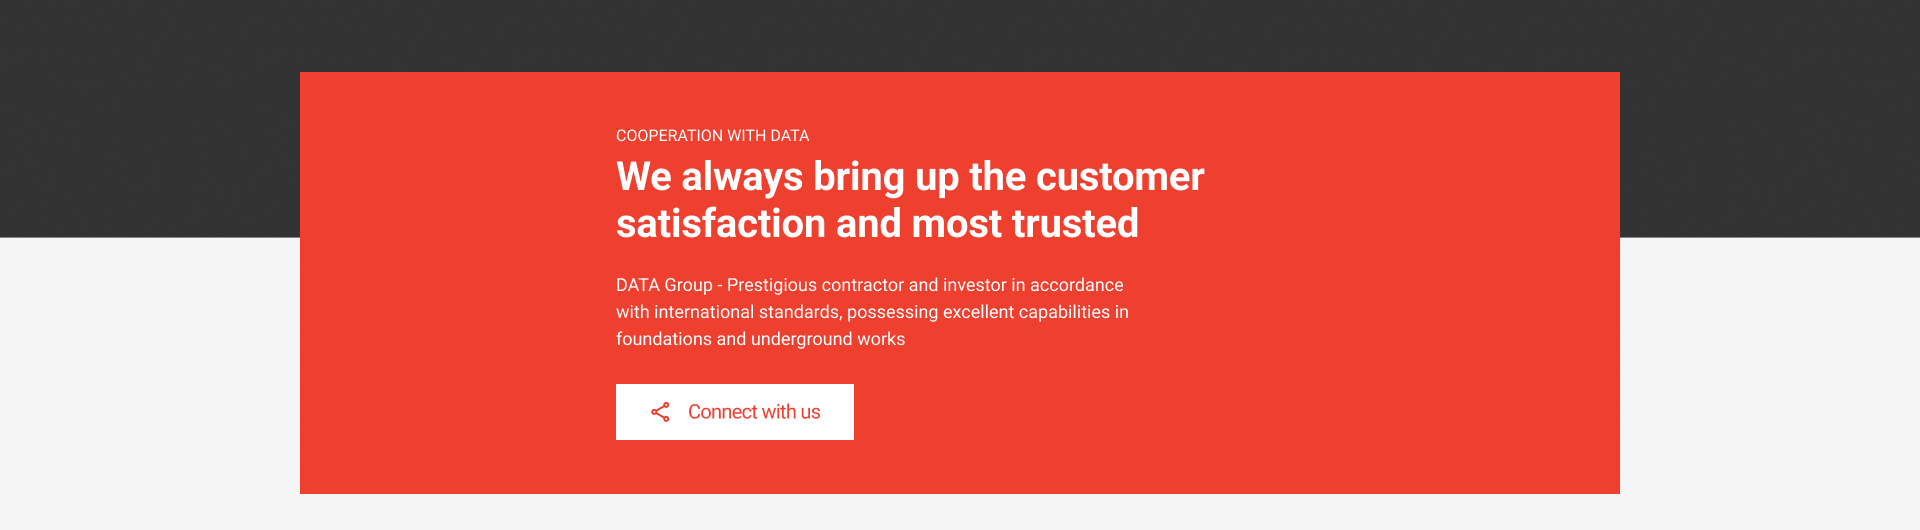 COOPERATION WITH DATA
We always bring up the customer
satisfaction and most trusted
DATA Group - Prestigious contractor and investor in accordance
with international standards, possessing excellent capabilities in
foundations and underground works
Connect with us